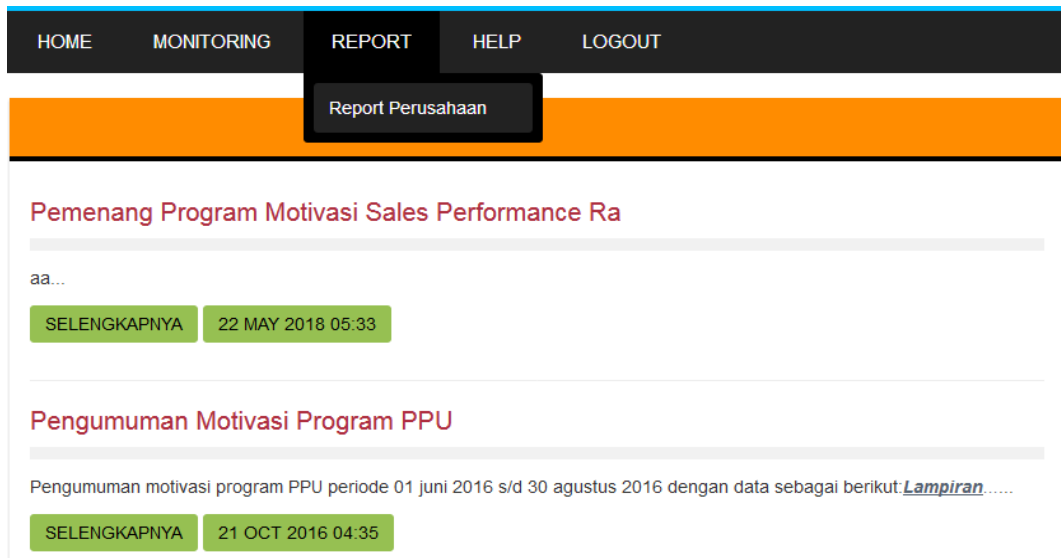 HOME MONITORING REPORT HELP LOGOUT
Report Perusahaan
Pemenang Program Motivasi Sales Performance Ra
aa...
SELENGKAPNYA 22 MAY 2018 05:33
Pengumuman Motivasi Program PPU
Pengumuman motivasi program PPU periode 01 juni 2016 s/d 30 agustus 2016 dengan data sebagai berikut:Lampiran......
SELENGKAPNYA 21 OCT 2016 04:35